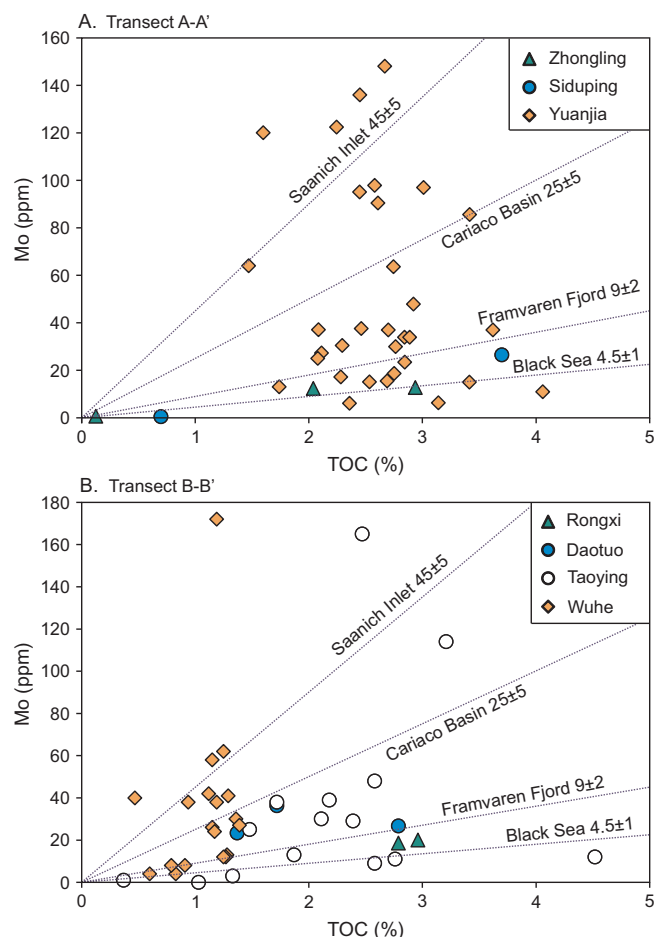 A. Transect A-A'
160
140
120
100
80
60
40
20
0
Mo (ppm)
Zhongling
Siduping
Yuanjia
Saanich Inlet 45±5
Cariaco Basin 25±5
Framvaren Fjord 9±2
Black Sea 4.5±1
0 1 2 3 4 5
TOC (%)
B. Transect B-B'
180
160
140
120
100
80
60
40
20
0
Mo (ppm)
Rongxi
Daotuo
Taoying
Wuhe
Saanich Inlet 45±5
Cariaco Basin 25±5
Framvaren Fjord 9±2
Black Sea 4.5±1
0 1 2 3 4 5
TOC (%)